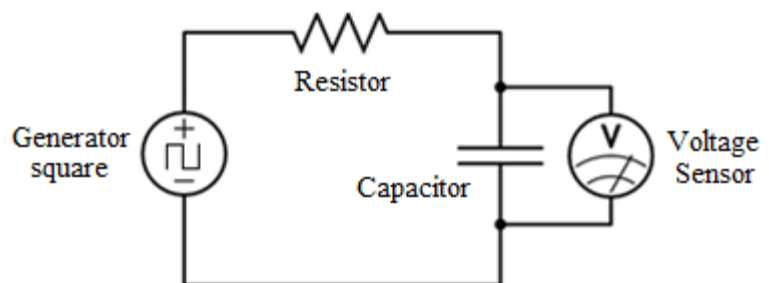 Resistor
Generator
square
+
−
Capacitor
V
Voltage
Sensor